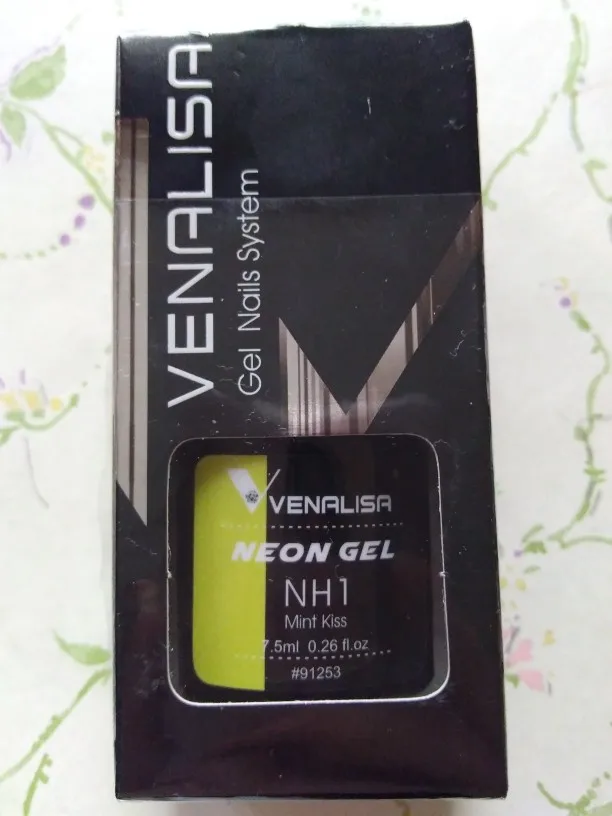 VENALISA
Gel Nails System
VENALISA
NEON GEL
NH1
Mint Kiss
7.5ml 0.26 fl.oz
#91253